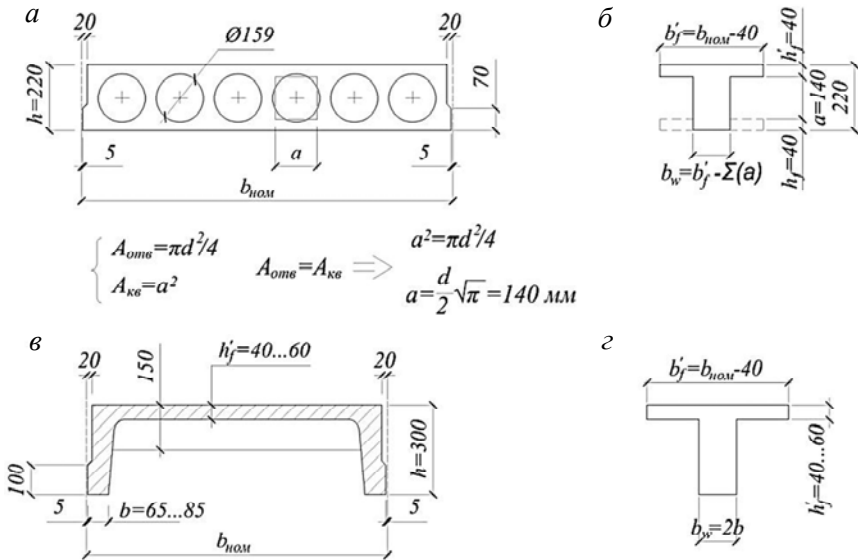 а
20
20
Ø159
h=220
70
5
a
5
bном
б
b'f=bном-40
h'f=40
a=140
220
hf=40
bw=b'f-Σ(a)
Aотв=πd²/4
Aкв=a²
Aотв=Aкв
a²=πd²/4
a=d/2√π=140 мм
в
20
150
h'f=40...60
20
100
h=300
5
b=65...85
5
bном
г
b'f=bном-40
h'f=40...60
bw=2b